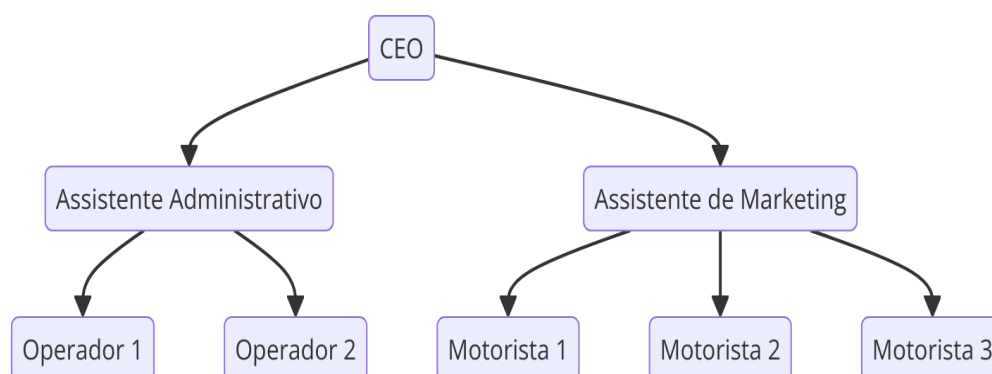 CEO
Assistente Administrativo
Assistente de Marketing
Operador 1
Operador 2
Motorista 1
Motorista 2
Motorista 3